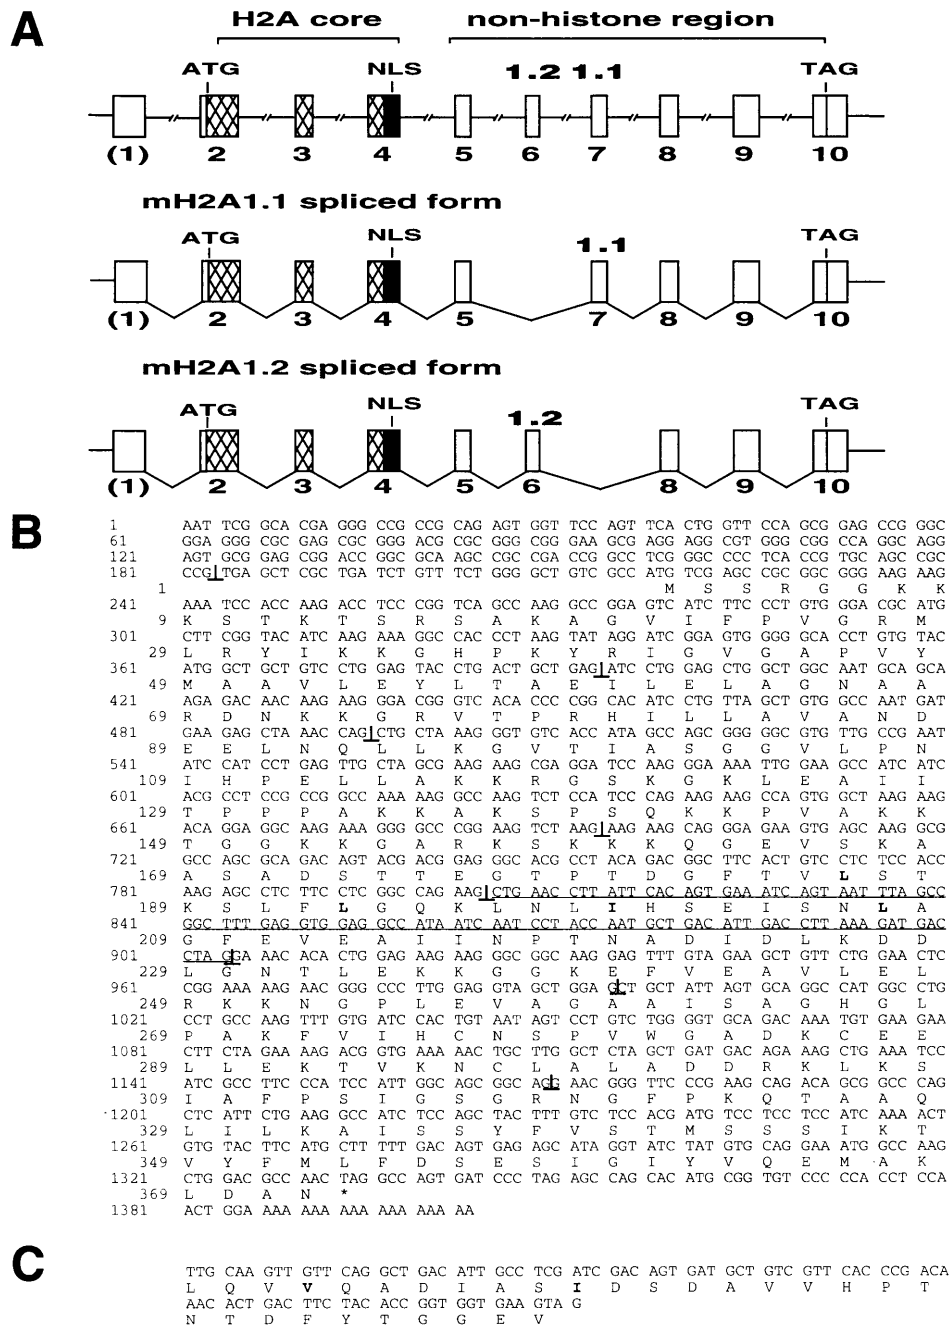 A
H2A core non-histone region
ATG NLS 1.2 1.1 TAG
(1) 2 3 4 5 6 7 8 9 10
mH2A1.1 spliced form
ATG NLS 1.1 TAG
(1) 2 3 4 5 7 8 9 10
mH2A1.2 spliced form
ATG NLS 1.2 TAG
(1) 2 3 4 5 6 8 9 10
B
1 AAT TCG GCA CGA GGG CCG CCG CAG AGT GGT TCC AGT TCA CTG GTT CCA GCG GAG CCG GGC
61 GGA GGG CGC GAG CGC GGG ACG CGC GGG CGG GAA GCG AGG AGG CGT GGG CGG CCA GGC AGG
121 AGT GCG GAG CGG ACC GGG CGC AAG CGC CGA CCG GCC TCG GGC CCC TCA CCG TGC AGC CGC
181 CCG TGA GCT CGC TGA TCT GTT TCT GGG GCT GTC GCC ATG TCG AGC CGC GGC GGG AAG AAG
1 M S S R G G K K
241 AAA TCC ACC AAG ACC TCC CGG TCA GCC AAG GCC GGA GTC ATC TTC CCT GTG GGA CGC ATG
9 K S T K T S R S A K A G V I F P V G R M
301 CTT CGG TAC ATC AAG AAA GGC CAC CCT AAG TAT AGG ATC GGA GTG GGG GCA CCT GTG TAC
29 L R Y I K K G H P K Y R I G V G A P V Y
361 ATG GCT GCT GTC CTG GAG TAC CTG ACT GCT GAG ATC CTG GAG CTG GCT GGC AAT GCA GCA
49 M A A V L E Y L T A E I L E L A G N A A
421 AGA GAC AAC AAG AAG GGA CGG GTC ACA CCC CGG CAC ATC CTG TTA GCT GTG GCC AAT GAT
69 R D N K K G R V T P R H I L L A V A N D
481 GAA GAG CTA AAC CAG CTG CTA AAG GGT GTC ACC ATA GCC AGC GGG GGC GTG TTG CCG AAT
89 E E L N Q L L K G V T I A S G G V L P N
541 ATC CAT CCT GAG TTG CTA GCG AAG AAG CGA GGA TCC AAG GGA AAA TTG GAA GCC ATC ATC
109 I H P E L L A K K R G S K G K L E A I I
601 ACG CCT CCG CCG GCC AAA AAG GCC AAG TCT CCA TCC CAG AAG AAG CCA GTG GCT AAG AAG
129 T P P P A K K A K S P S Q K K P V A K K
661 ACA GGA GGC AAG AAA GGG GCC CGG AAG TCT AAG AAG AAG CAG GGA GAA GTG AGC AAG GCG
149 T G G K K G A R K S K K K Q G E V S K A
721 GCC AGC GCA GAC AGT ACG ACG GAG GGC ACG CCT ACA GAC GGC TTC ACT GTC CTC TCC ACC
169 A S A D S T T E G T P T D G F T V L S T
781 AAG AGC CTC TTC CTC GGC CAG AAG CTG AAC CTT ATT CAC AGT GAA ATC AGT AAT TTA GCC
189 K S L F L G Q K L N L I H S E I S N L A
841 GGC TTT GAG GTG GAG GCC ATA ATC AAT CCT ACC AAT GCT GAC ATT GAC CTT AAA GAT GAC
209 G F E V E A I I N P T N A D I D L K D D
901 CTA GGA AAC ACA CTG GAG AAG AAG GGC GGC AAG GAG TTT GTA GAA GCT GTT CTG GAA CTC
229 L G N T L E K K G G K E F V E A V L E L
961 CGG AAA AAG AAC GGG CCC TTG GAG GTA GCT GGA GCT GCT ATT AGT GCA GGC CAT GGC CTG
249 R K K N G P L E V A G A A I S A G H G L
1021 CCT GCC AAG TTT GTG ATC CAC TGT AAT AGT CCT GTC TGG GGT GCA GAC AAA TGT GAA GAA
269 P A K F V I H C N S P V W G A D K C E E
1081 CTT CTA GAA AAG ACG GTG AAA AAC TGC TTG GCT CTA GCT GAT GAC AGA AAG CTG AAA TCC
289 L L E K T V K N C L A L A D D R K L K S
1141 ATC GCC TTC CCA TCC ATT GGC AGC GGC AGG AAC GGG TTC CCG AAG CAG ACA GCG GCC CAG
309 I A F P S I G S G R N G F P K Q T A A Q
1201 CTC ATT CTG AAG GCC ATC TCC AGC TAC TTT GTC TCC ACG ATG TCC TCC TCC ATC AAA ACT
329 L I L K A I S S Y F V S T M S S S I K T
1261 GTG TAC TTC ATG CTT TTT GAC AGT GAG AGC ATA GGT ATC TAT GTG CAG GAA ATG GCC AAG
349 V Y F M L F D S E S I G I Y V Q E M A K
1321 CTG GAC GCC AAC TAG GCC AGT GAT CCC TAG AGC CAG CAC ATG CGG TGT CCC CCA CCT CCA
369 L D A N *
1381 ACT GGA AAA AAA AAA AAA AAA AA
C
TTG CAA GTT GTT CAG GCT GAC ATT GCC TCG ATC GAC AGT GAT GCT GTC GTT CAC CCG ACA
L Q V V Q A D I A S I D S D A V V H P T
AAC ACT GAC TTC TAC ACC GGT GGT GAA GTA G
N T D F Y T G G E V